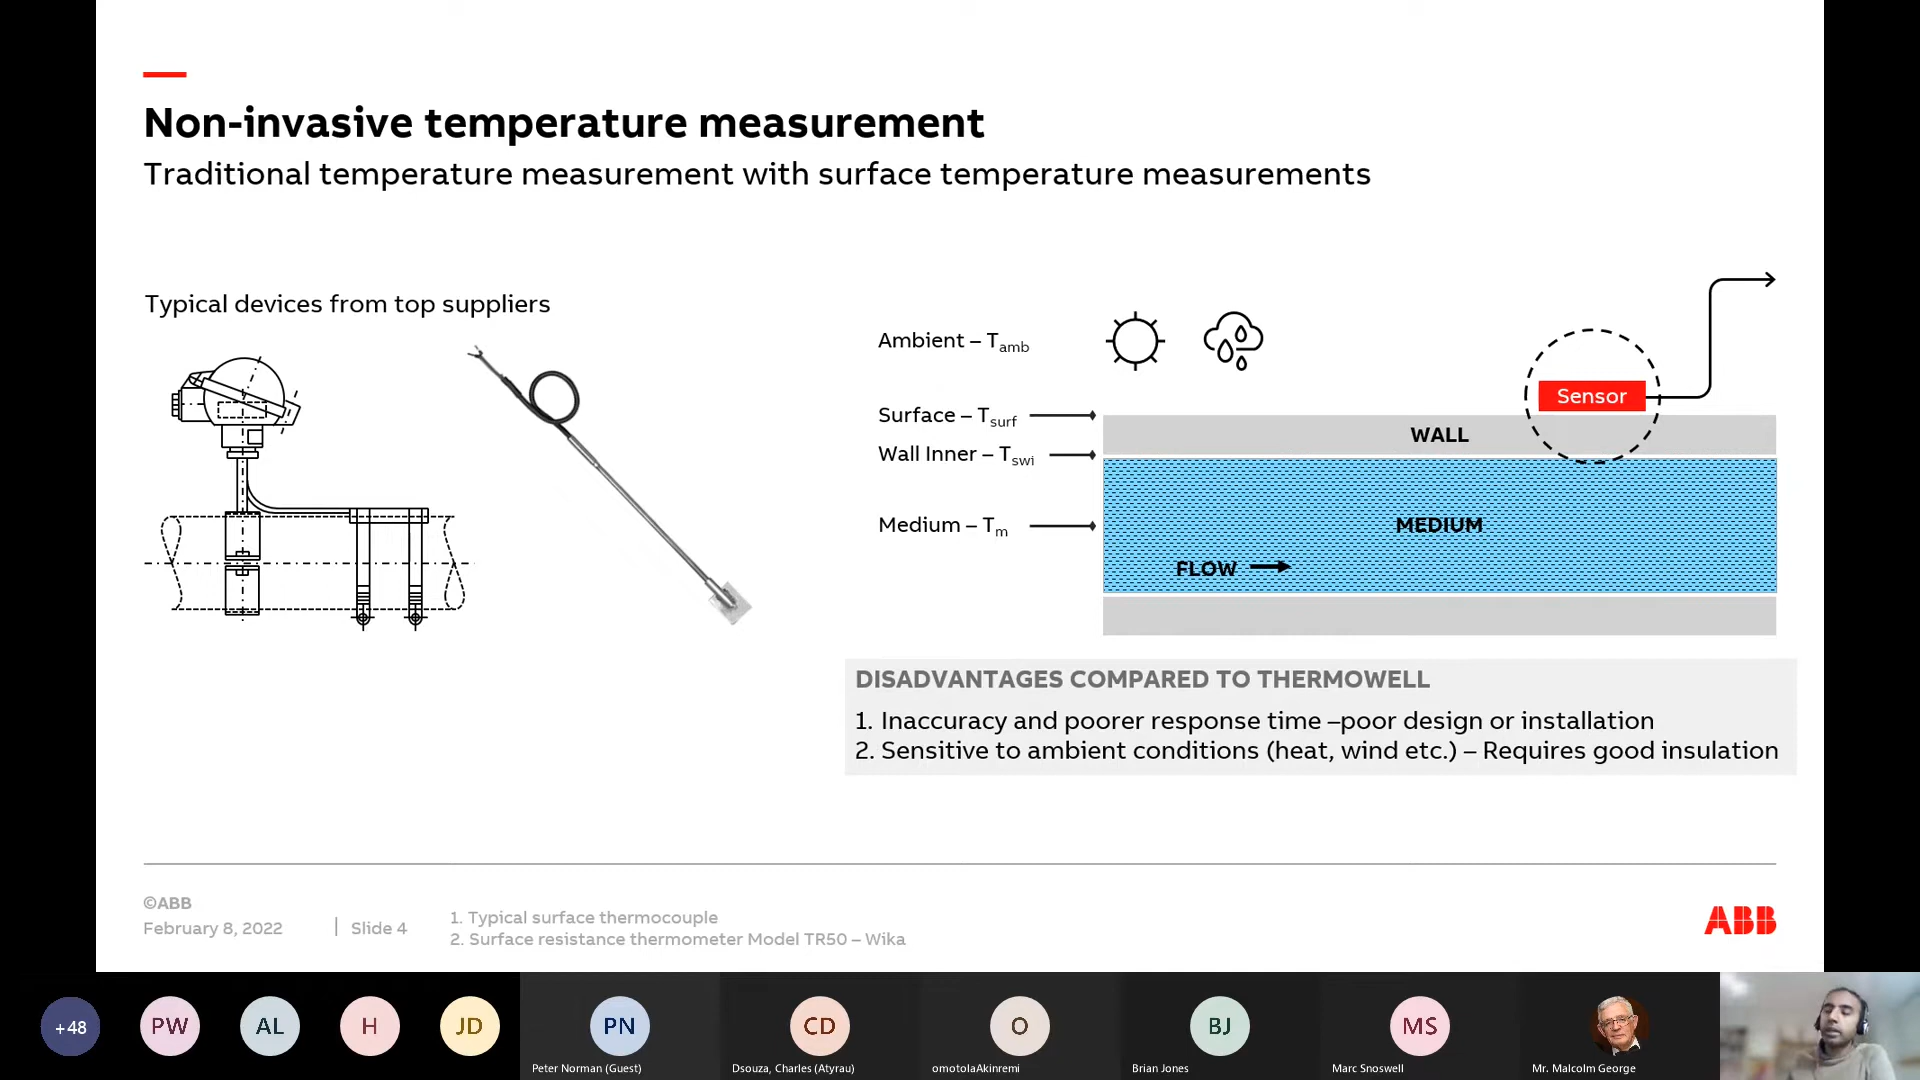 Non-invasive temperature measurement
Traditional temperature measurement with surface temperature measurements
Typical devices from top suppliers
Ambient – Tamb
Surface – Tsurf
Wall Inner – Tswi
Medium – Tm
Sensor
WALL
MEDIUM
FLOW
DISADVANTAGES COMPARED TO THERMOWELL
1. Inaccuracy and poorer response time –poor design or installation
2. Sensitive to ambient conditions (heat, wind etc.) – Requires good insulation
©ABB
February 8, 2022 | Slide 4
1. Typical surface thermocouple
2. Surface resistance thermometer Model TR50 – Wika
ABB
+48
PW
AL
H
JD
PN
Peter Norman (Guest)
CD
Dsouza, Charles (Atyrau)
O
omotolaAkinremi
BJ
Brian Jones
MS
Marc Snoswell
Mr. Malcolm George